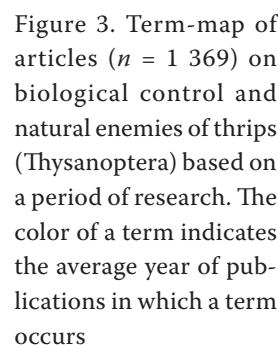 Figure 3. Term-map of
articles (n = 1 369) on
biological control and
natural enemies of thrips
(Thysanoptera) based on
a period of research. The
color of a term indicates
the average year of pub-
lications in which a term
occurs